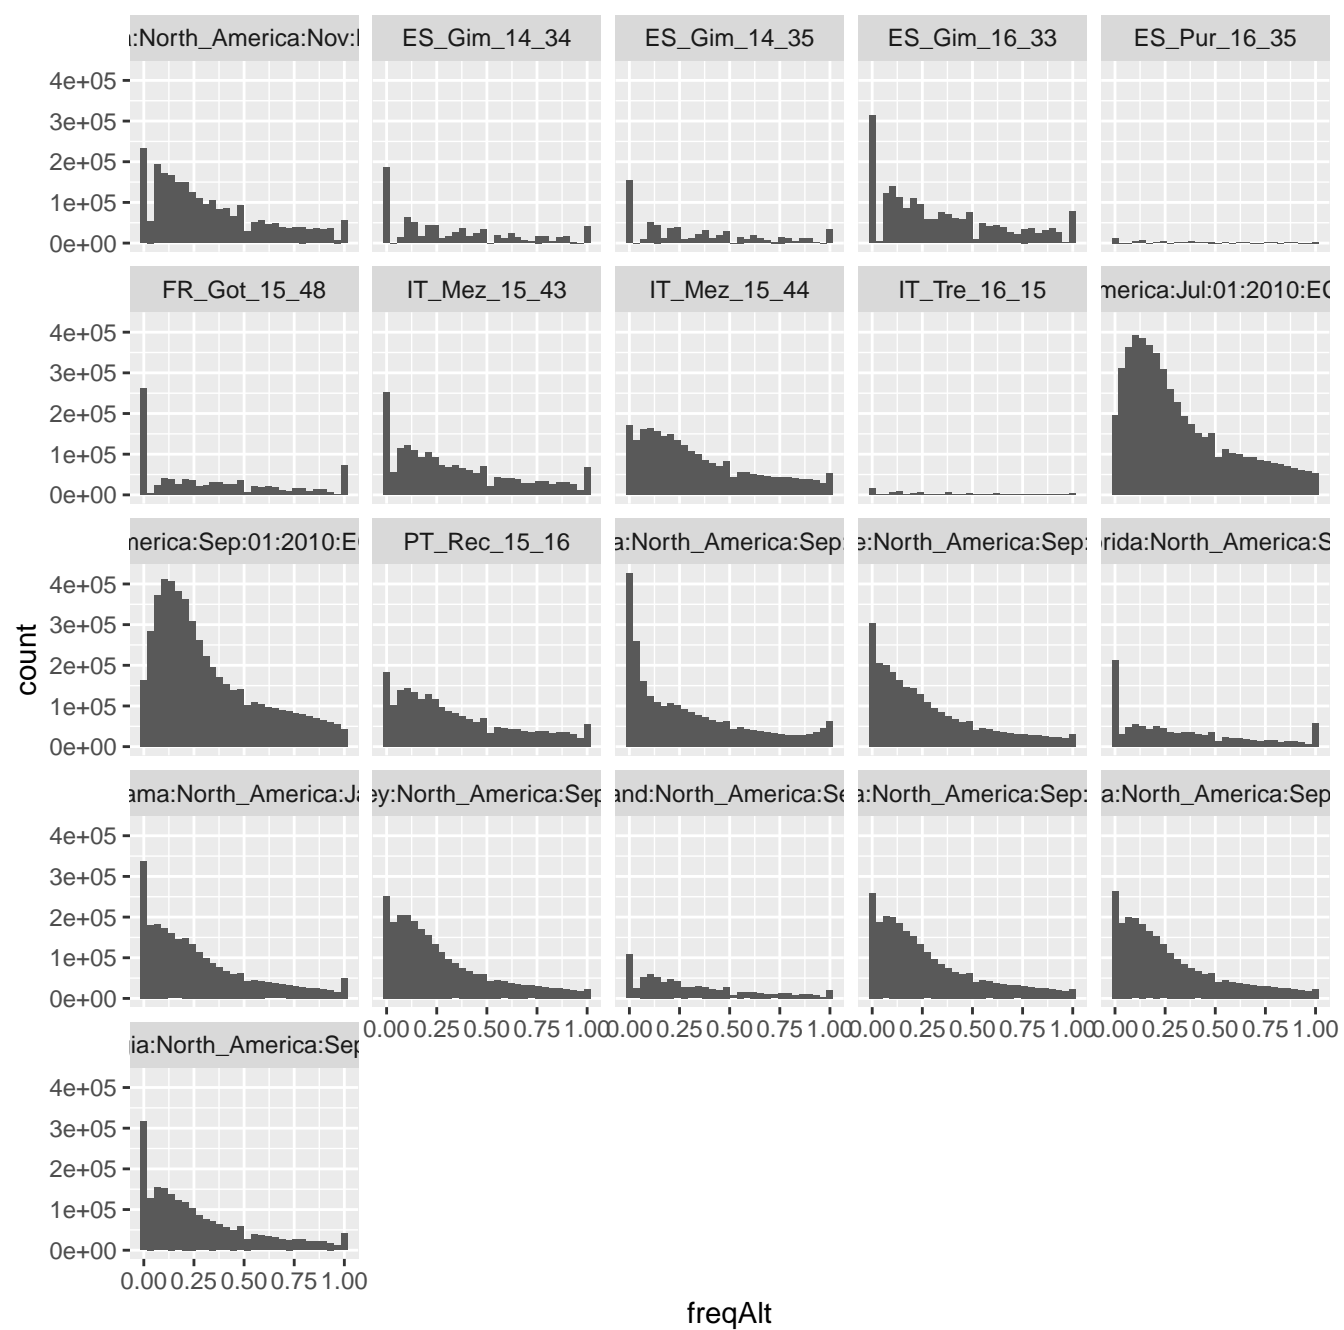 :North_America:Nov: ES_Gim_14_34 ES_Gim_14_35 ES_Gim_16_33 ES_Pur_16_35
4e+05
3e+05
2e+05
1e+05
0e+00
FR_Got_15_48 IT_Mez_15_43 IT_Mez_15_44 IT_Tre_16_15 merica:Jul:01:2010:EC
4e+05
3e+05
2e+05
1e+05
0e+00
merica:Sep:01:2010:E PT_Rec_15_16 a:North_America:Sep: e:North_America:Sep: rida:North_America:S
4e+05
3e+05
2e+05
1e+05
0e+00
count
ama:North_America:Ja ey:North_America:Sep and:North_America:Se a:North_America:Sep: a:North_America:Sep
4e+05
3e+05
2e+05
1e+05
0e+00
0.00 0.25 0.50 0.75 1.00 0.00 0.25 0.50 0.75 1.00 0.00 0.25 0.50 0.75 1.00 0.00 0.25 0.50 0.75 1.00
ia:North_America:Sep
4e+05
3e+05
2e+05
1e+05
0e+00
0.00 0.25 0.50 0.75 1.00
freqAlt